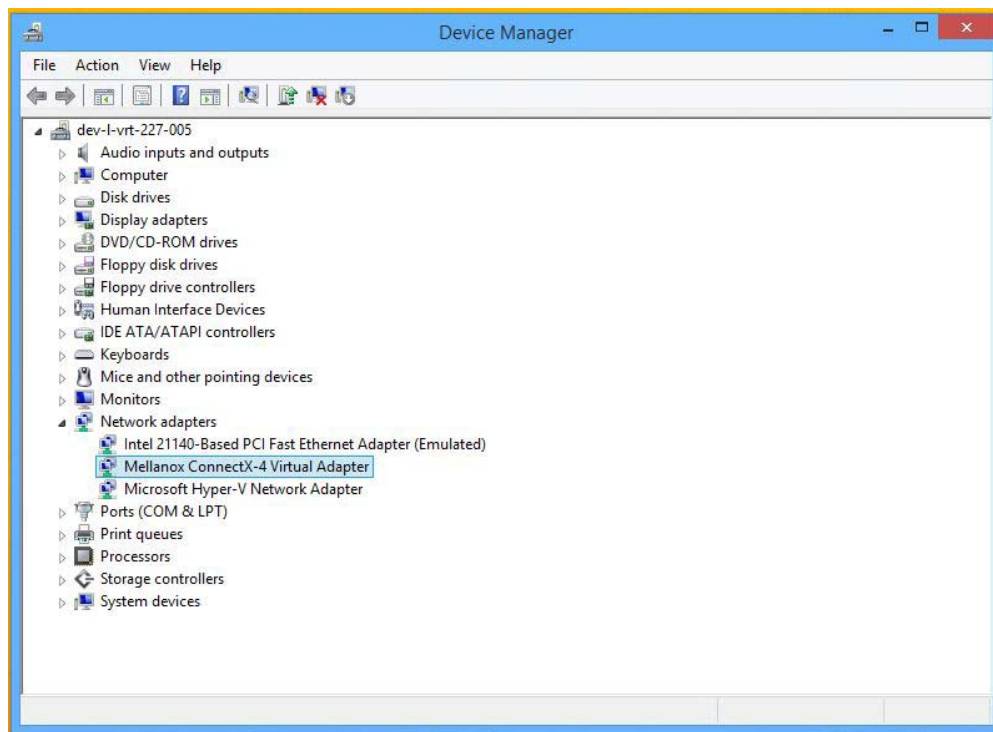 Device Manager
File Action View Help
dev-l-vrt-227-005
Audio inputs and outputs
Computer
Disk drives
Display adapters
DVD/CD-ROM drives
Floppy disk drives
Floppy drive controllers
Human Interface Devices
IDE ATA/ATAPI controllers
Keyboards
Mice and other pointing devices
Monitors
Network adapters
Intel 21140-Based PCI Fast Ethernet Adapter (Emulated)
Mellanox ConnectX-4 Virtual Adapter
Microsoft Hyper-V Network Adapter
Ports (COM & LPT)
Print queues
Processors
Storage controllers
System devices